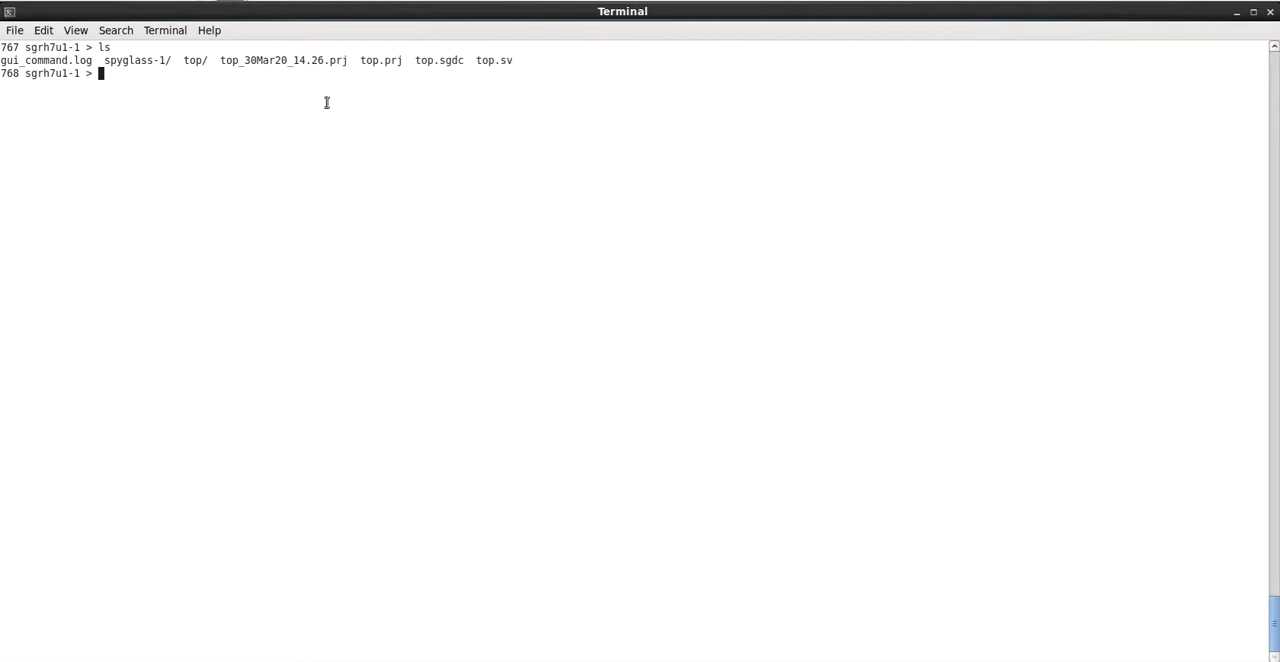 Terminal
File Edit View Search Terminal Help
767 sgrh7u1-1 > ls
gui_command.log  spyglass-1/  top/  top_30Mar20_14.26.prj  top.prj  top.sgdc  top.sv
768 sgrh7u1-1 >